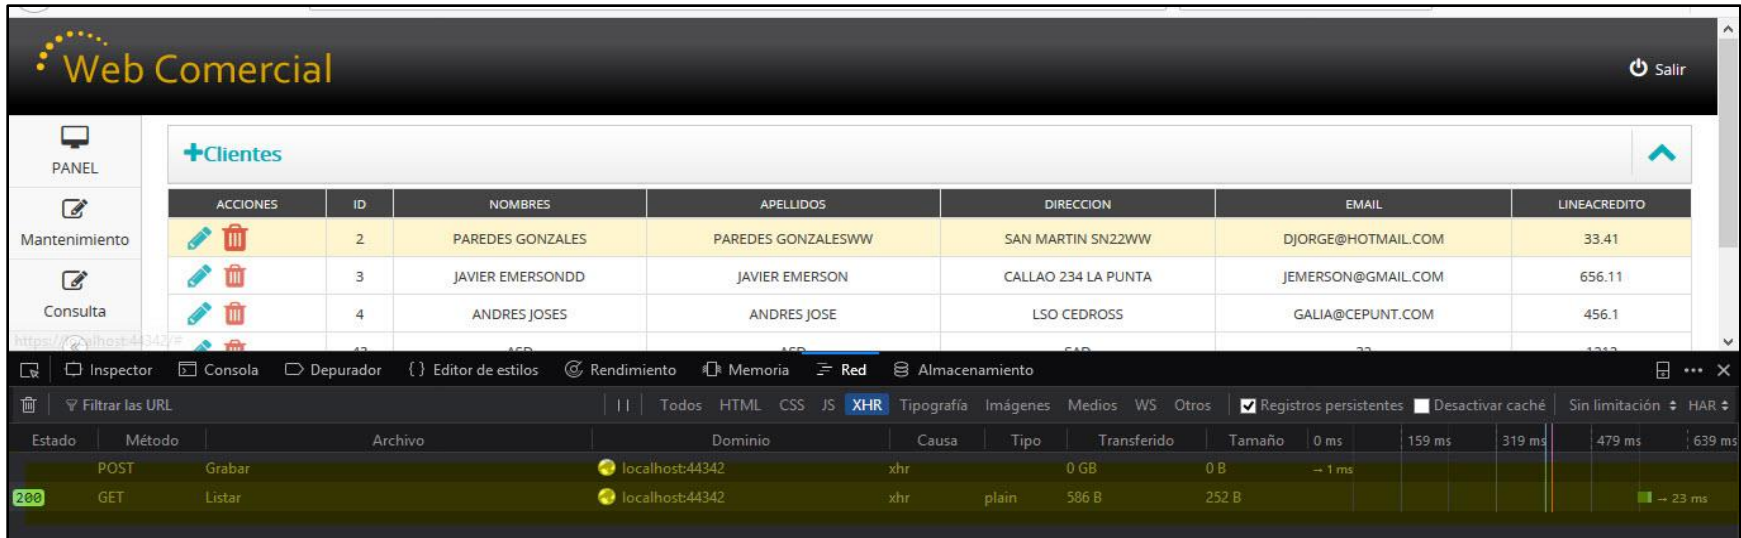 Web Comercial
Salir
PANEL
Mantenimiento
Consulta
+Clientes
ACCIONES ID NOMBRES APELLIDOS DIRECCION EMAIL LINEACREDITO
2 PAREDES GONZALES PAREDES GONZALESWW SAN MARTIN SN22WW DJORGE@HOTMAIL.COM 33.41
3 JAVIER EMERSONDD JAVIER EMERSON CALLAO 234 LA PUNTA JEMERSON@GMAIL.COM 656.11
4 ANDRES JOSES ANDRES JOSE LSO CEDROSS GALIA@CEPUNT.COM 456.1
https://localhost:44342/#
Inspector Consola Depurador {} Editor de estilos Rendimiento Memoria Red Almacenamiento
Filtrar las URL Todos HTML CSS JS XHR Tipografía Imágenes Medios WS Otros Registros persistentes Desactivar caché Sin limitación HAR
Estado Método Archivo Dominio Causa Tipo Transferido Tamaño 0 ms 159 ms 319 ms 479 ms 639 ms
POST Grabar localhost:44342 xhr 0 GB 0 B → 1 ms
200 GET Listar localhost:44342 xhr plain 586 B 252 B → 23 ms